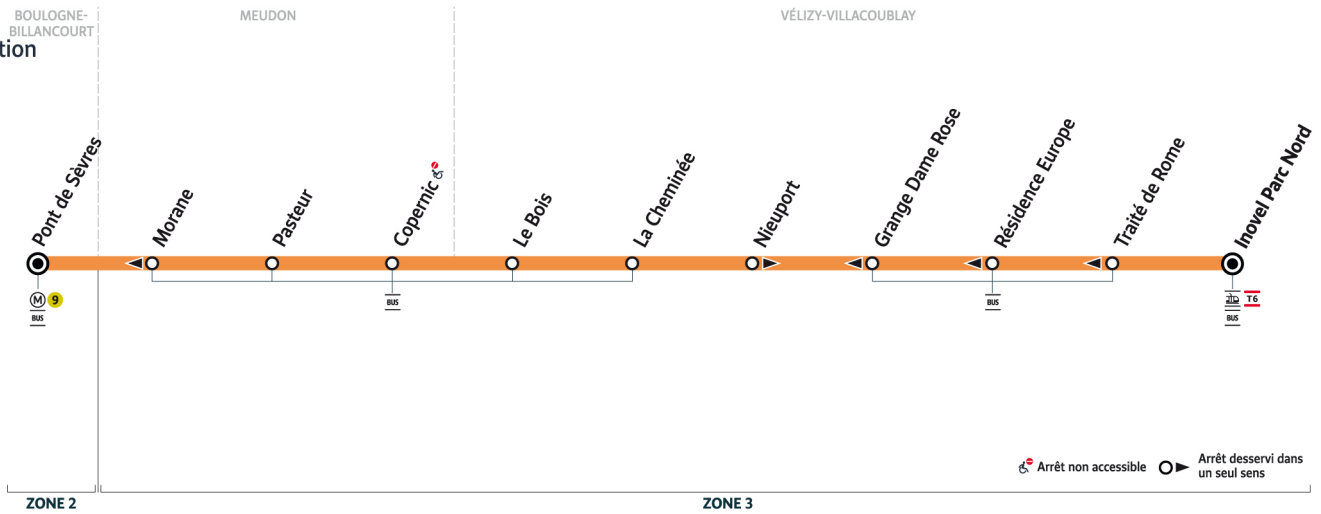 BOULOGNE-
BILLANCOURT
MEUDON
VÉLIZY-VILLACOUBLAY
tion
Pont de Sèvres
Morane
Pasteur
Copernic
Le Bois
La Cheminée
Nieuport
Grange Dame Rose
Résidence Europe
Traité de Rome
Inovel Parc Nord
M 9
BUS
BUS
BUS
T6
BUS
Arrêt non accessible
Arrêt desservi dans
un seul sens
ZONE 2
ZONE 3